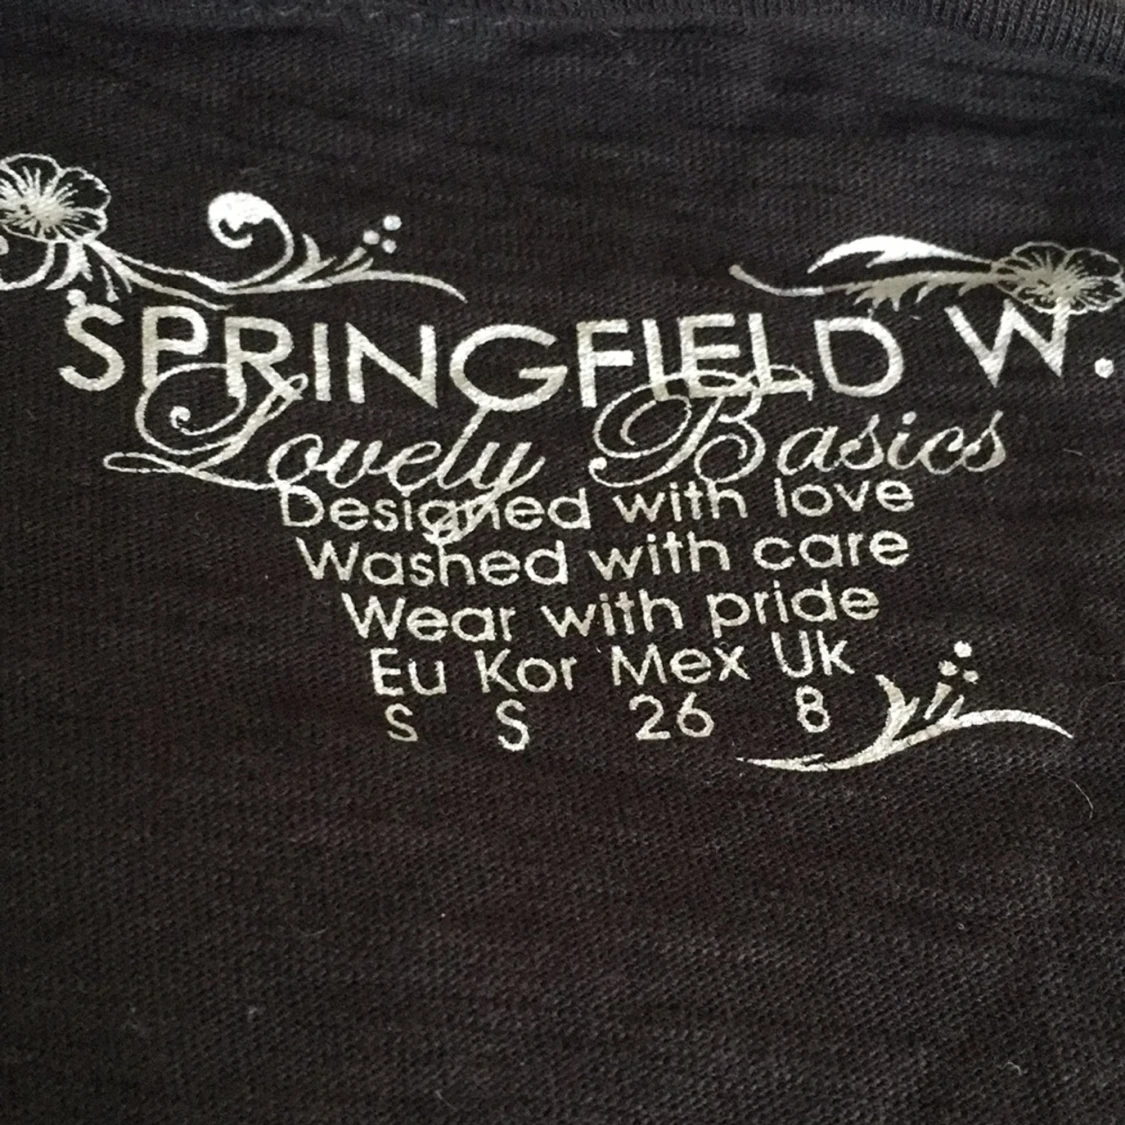 SPRINGFIELD W.
Lovely Basics
Designed with love
Washed with care
Wear with pride
Eu Kor Mex Uk
S S 26 8